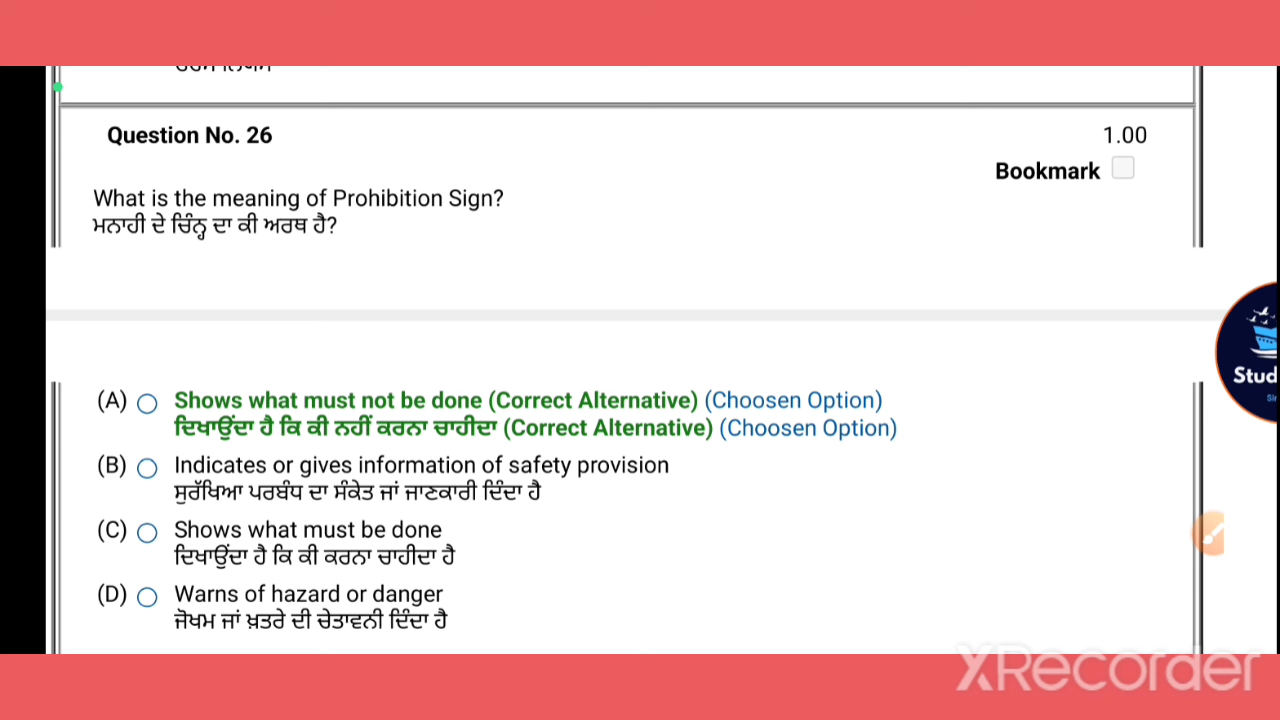 Question No. 26
1.00
Bookmark
What is the meaning of Prohibition Sign?
ਮਨਾਹੀ ਦੇ ਚਿੰਨ੍ਹ ਦਾ ਕੀ ਅਰਥ ਹੈ?
(A) Shows what must not be done (Correct Alternative) (Choosen Option)
ਦਿਖਾਉਂਦਾ ਹੈ ਕਿ ਕੀ ਨਹੀਂ ਕਰਨਾ ਚਾਹੀਦਾ (Correct Alternative) (Choosen Option)
Stud
(B) Indicates or gives information of safety provision
ਸੁਰੱਖਿਆ ਪਰਬੰਧ ਦਾ ਸੰਕੇਤ ਜਾਂ ਜਾਣਕਾਰੀ ਦਿੰਦਾ ਹੈ
(C) Shows what must be done
ਦਿਖਾਉਂਦਾ ਹੈ ਕਿ ਕੀ ਕਰਨਾ ਚਾਹੀਦਾ ਹੈ
(D) Warns of hazard or danger
ਜੋਖਮ ਜਾਂ ਖ਼ਤਰੇ ਦੀ ਚੇਤਾਵਨੀ ਦਿੰਦਾ ਹੈ
XRecorder